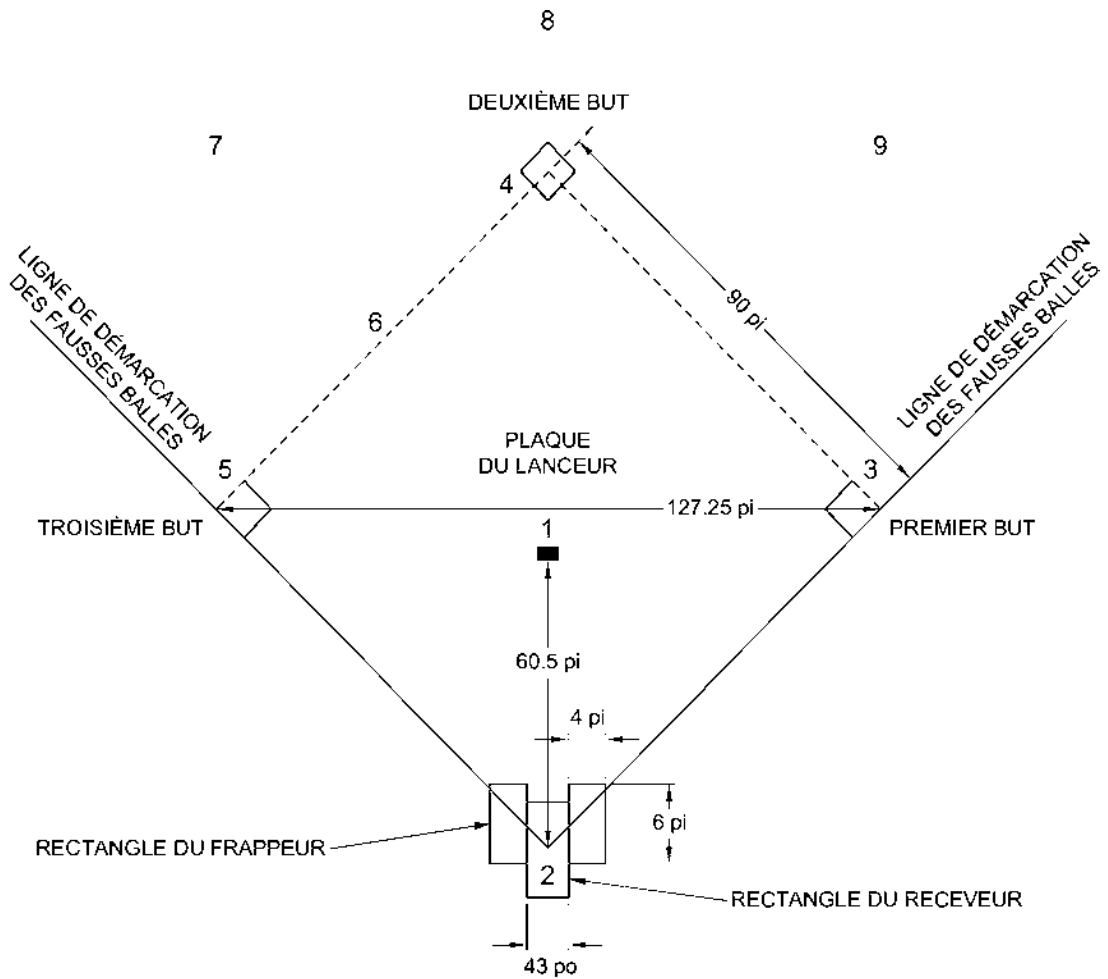 8
DEUXIÈME BUT
7
9
4
LIGNE DE DÉMARCATION
DES FAUSSES BALLES
90 pi
LIGNE DE DÉMARCATION
DES FAUSSES BALLES
6
PLAQUE
DU LANCEUR
5
3
TROISIÈME BUT
127.25 pi
PREMIER BUT
1
60.5 pi
4 pi
6 pi
RECTANGLE DU FRAPPEUR
2
RECTANGLE DU RECEVEUR
43 po